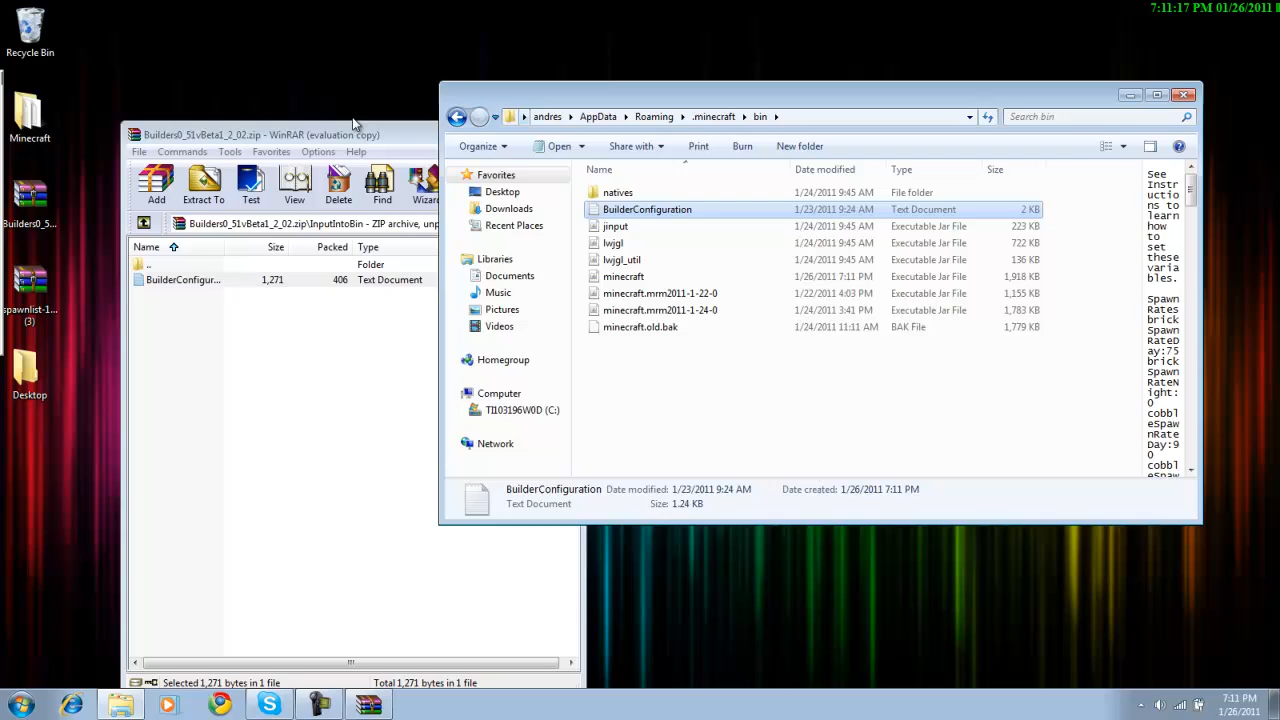 7:11:17 PM 01/26/2011
Recycle Bin
Minecraft
Builders0_5...
spawnlist-1...
(3)
Desktop
Builders0_51vBeta1_2_02.zip - WinRAR (evaluation copy)
File Commands Tools Favorites Options Help
Add Extract To Test View Delete Find Wizar
Builders0_51vBeta1_2_02.zip\InputIntoBin - ZIP archive, unp
Name Size Packed Type
.. Folder
BuilderConfigur... 1,271 406 Text Document
Selected 1,271 bytes in 1 file Total 1,271 bytes in 1 file
andres AppData Roaming .minecraft bin
Search bin
Organize Open Share with Print Burn New folder
Favorites
Desktop
Downloads
Recent Places
Libraries
Documents
Music
Pictures
Videos
Homegroup
Computer
TI103196W0D (C:)
Network
Name Date modified Type Size
natives 1/24/2011 9:45 AM File folder
BuilderConfiguration 1/23/2011 9:24 AM Text Document 2 KB
jinput 1/24/2011 9:45 AM Executable Jar File 223 KB
lwjgl 1/24/2011 9:45 AM Executable Jar File 722 KB
lwjgl_util 1/24/2011 9:45 AM Executable Jar File 136 KB
minecraft 1/26/2011 7:11 PM Executable Jar File 1,918 KB
minecraft.mrm2011-1-22-0 1/22/2011 4:03 PM Executable Jar File 1,155 KB
minecraft.mrm2011-1-24-0 1/24/2011 3:41 PM Executable Jar File 1,783 KB
minecraft.old.bak 1/24/2011 11:11 AM BAK File 1,779 KB
See
Instr
uctio
ns to
learn
how
to
set
these
varia
bles.
Spawn
Rates
brick
Spawn
RateD
ay:75
brick
Spawn
RateN
ight:
0
cobbl
eSpaw
nRate
Day:9
0
cobbl
eSpaw
BuilderConfiguration Date modified: 1/23/2011 9:24 AM Date created: 1/26/2011 7:11 PM
Text Document Size: 1.24 KB
7:11 PM
1/26/2011